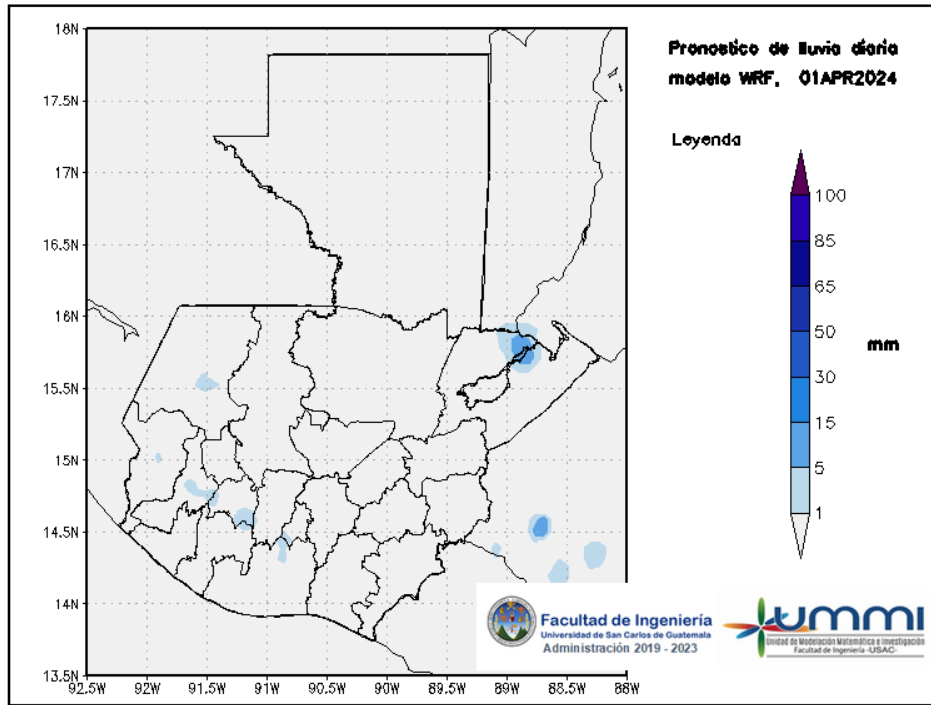 18N
17.5N
17N
16.5N
16N
15.5N
15N
14.5N
14N
13.5N
92.5W
92W
91.5W
91W
90.5W
90W
89.5W
89W
88.5W
88W
Pronostico de lluvia diaria
modelo WRF, 01APR2024
Leyenda
100
85
65
50
30
15
5
1
mm
Facultad de Ingeniería
Universidad de San Carlos de Guatemala
Administración 2019 - 2023
UMMI
Unidad de Modelación Matemática e Investigación
Facultad de Ingeniería -USAC-